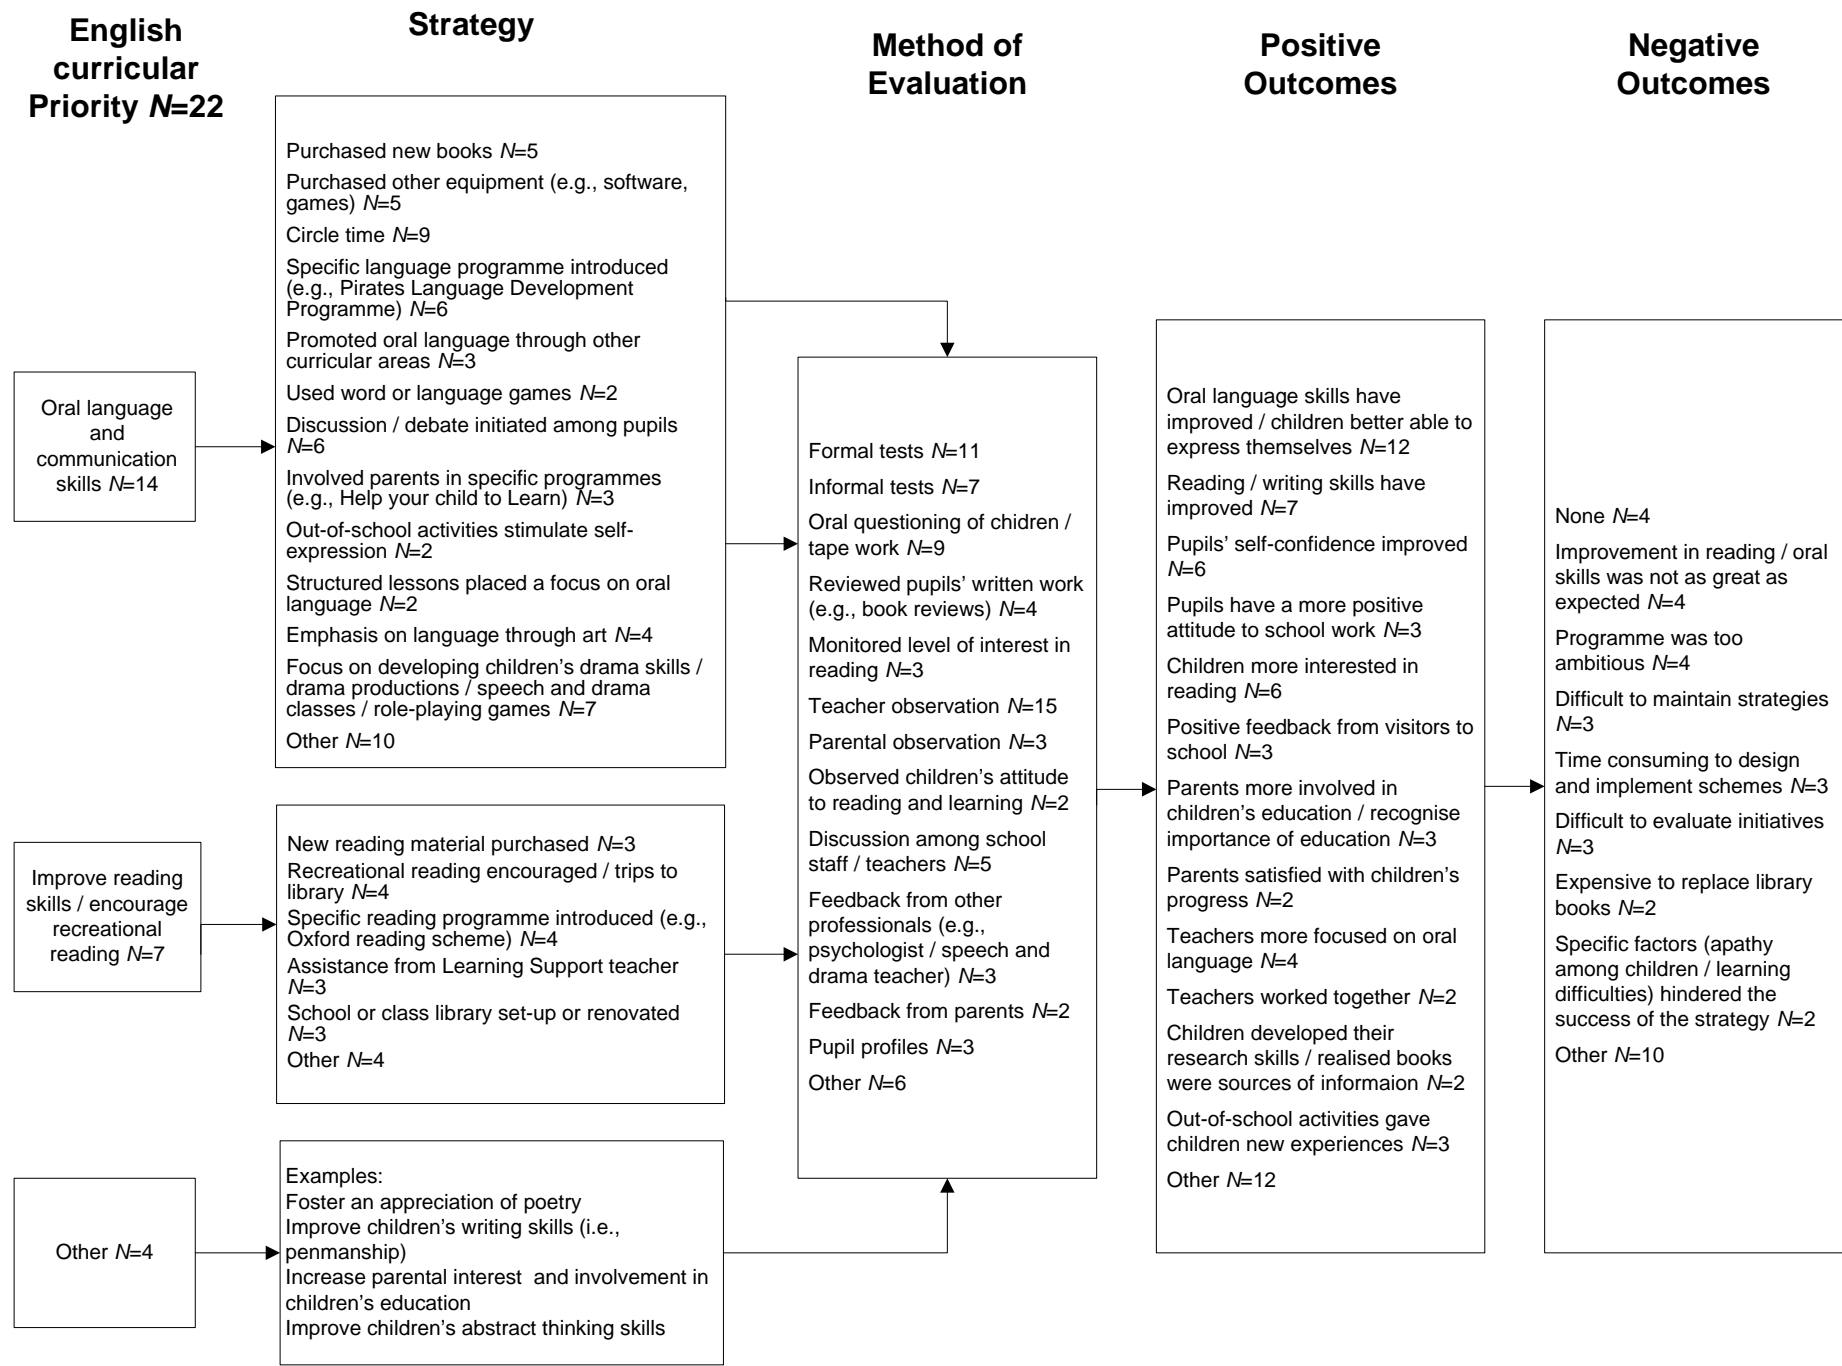 English
curricular
Priority N=22
Strategy
Method of
Evaluation
Positive
Outcomes
Negative
Outcomes
Oral language
and
communication
skills N=14
Purchased new books N=5
Purchased other equipment (e.g., software,
games) N=5
Circle time N=9
Specific language programme introduced
(e.g., Pirates Language Development
Programme) N=6
Promoted oral language through other
curricular areas N=3
Used word or language games N=2
Discussion / debate initiated among pupils
N=6
Involved parents in specific programmes
(e.g., Help your child to Learn) N=3
Out-of-school activities stimulate self-
expression N=2
Structured lessons placed a focus on oral
language N=2
Emphasis on language through art N=4
Focus on developing children's drama skills /
drama productions / speech and drama
classes / role-playing games N=7
Other N=10
Improve reading
skills / encourage
recreational
reading N=7
New reading material purchased N=3
Recreational reading encouraged / trips to
library N=4
Specific reading programme introduced (e.g.,
Oxford reading scheme) N=4
Assistance from Learning Support teacher
N=3
School or class library set-up or renovated
N=3
Other N=4
Other N=4
Examples:
Foster an appreciation of poetry
Improve children's writing skills (i.e.,
penmanship)
Increase parental interest  and involvement in
children's education
Improve children's abstract thinking skills
Formal tests N=11
Informal tests N=7
Oral questioning of chidren /
tape work N=9
Reviewed pupils' written work
(e.g., book reviews) N=4
Monitored level of interest in
reading N=3
Teacher observation N=15
Parental observation N=3
Observed children's attitude
to reading and learning N=2
Discussion among school
staff / teachers N=5
Feedback from other
professionals (e.g.,
psychologist / speech and
drama teacher) N=3
Feedback from parents N=2
Pupil profiles N=3
Other N=6
Oral language skills have
improved / children better able to
express themselves N=12
Reading / writing skills have
improved N=7
Pupils' self-confidence improved
N=6
Pupils have a more positive
attitude to school work N=3
Children more interested in
reading N=6
Positive feedback from visitors to
school N=3
Parents more involved in
children's education / recognise
importance of education N=3
Parents satisfied with children's
progress N=2
Teachers more focused on oral
language N=4
Teachers worked together N=2
Children developed their
research skills / realised books
were sources of informaion N=2
Out-of-school activities gave
children new experiences N=3
Other N=12
None N=4
Improvement in reading / oral
skills was not as great as
expected N=4
Programme was too
ambitious N=4
Difficult to maintain strategies
N=3
Time consuming to design
and implement schemes N=3
Difficult to evaluate initiatives
N=3
Expensive to replace library
books N=2
Specific factors (apathy
among children / learning
difficulties) hindered the
success of the strategy N=2
Other N=10